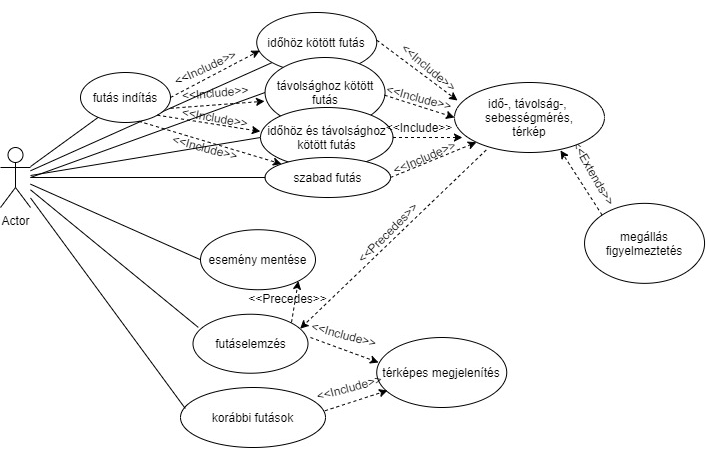 időhöz kötött futás
<<Include>>
<<Include>>
futás indítás
távolsághoz kötött
futás
<<Include>>
<<Include>>
idő-, távolság-,
sebességmérés,
térkép
<<Include>>
időhöz és távolsághoz
kötött futás
<<Include>>
<<Include>>
<<Include>>
szabad futás
<<Extends>>
Actor
<<Precedes>>
megállás
figyelmeztetés
esemény mentése
<<Precedes>>
futáselemzés
<<Include>>
térképes megjelenítés
<<Include>>
korábbi futások